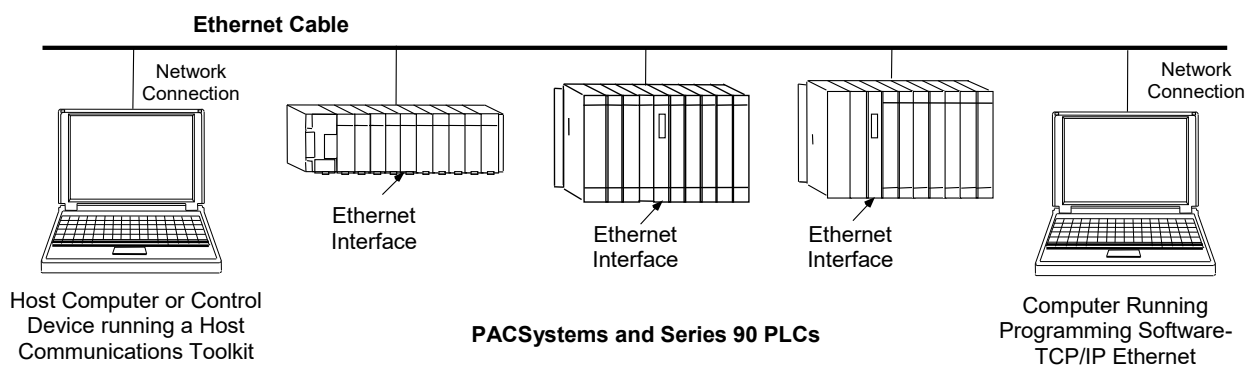 Ethernet Cable
Network
Connection
Network
Connection
Ethernet
Interface
Ethernet
Interface
Ethernet
Interface
Host Computer or Control
Device running a Host
Communications Toolkit
PACSystems and Series 90 PLCs
Computer Running
Programming Software-
TCP/IP Ethernet